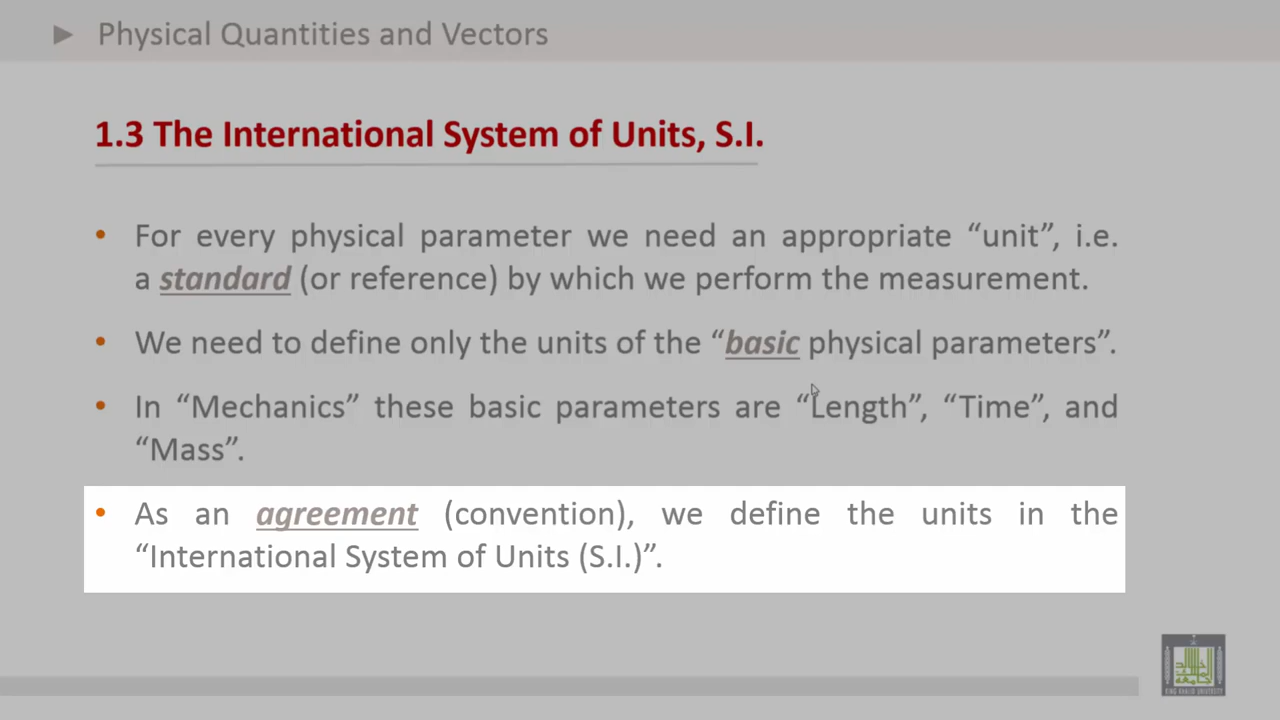 ► Physical Quantities and Vectors
1.3 The International System of Units, S.I.
• For every physical parameter we need an appropriate “unit”, i.e.
a standard (or reference) by which we perform the measurement.
• We need to define only the units of the “basic physical parameters”.
• In “Mechanics” these basic parameters are “Length”, “Time”, and
“Mass”.
• As an agreement (convention), we define the units in the
“International System of Units (S.I.)”.
KING KHALID UNIVERSITY